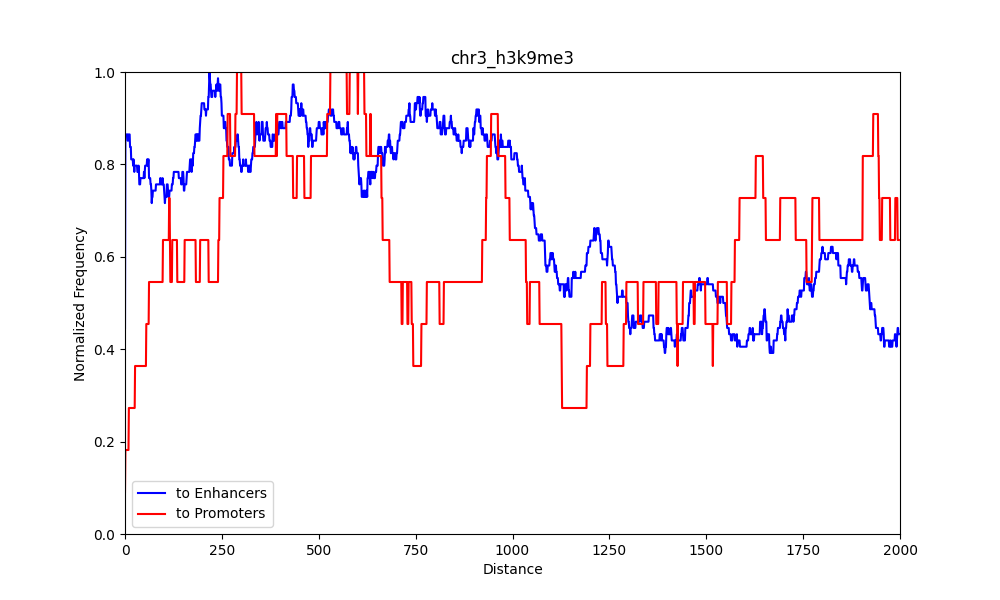 chr3_h3k9me3
Normalized Frequency
1.0
0.8
0.6
0.4
0.2
0.0
to Enhancers
to Promoters
0 250 500 750 1000 1250 1500 1750 2000
Distance